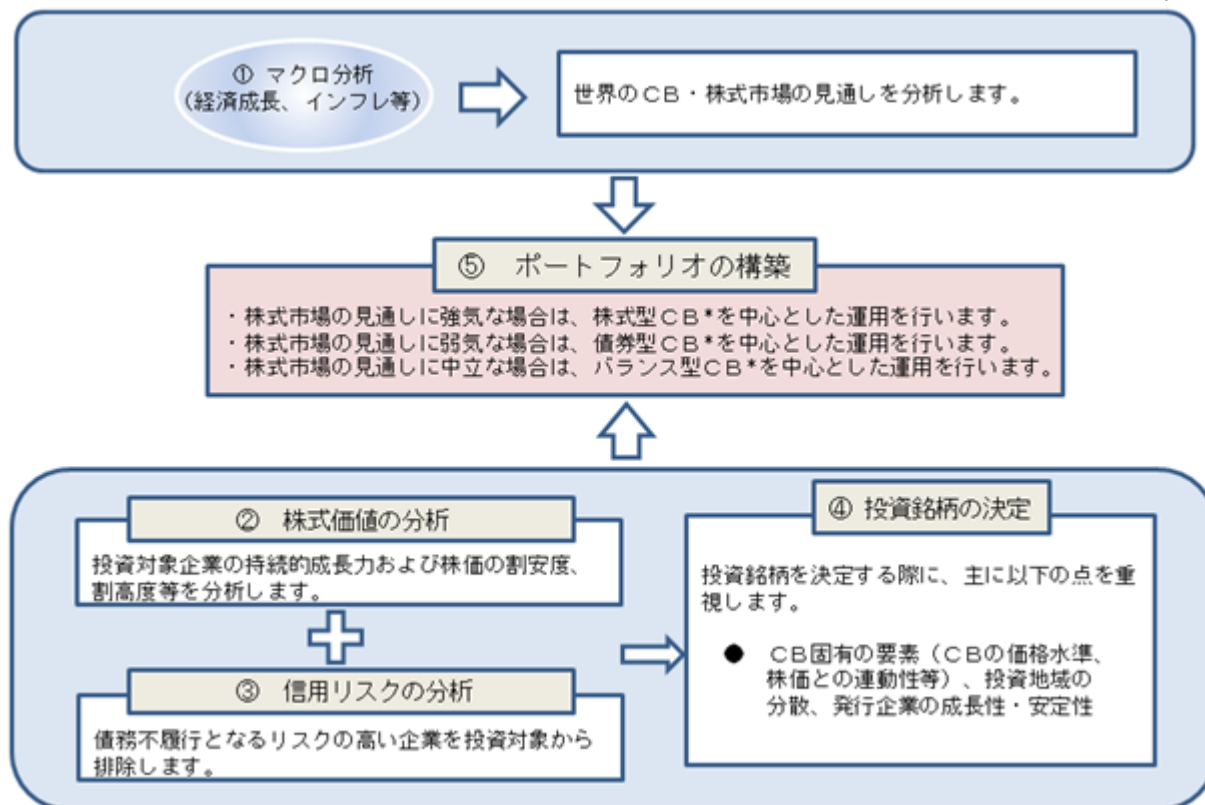 ① マクロ分析
（経済成長、インフレ等）
世界のＣＢ・株式市場の見通しを分析します。
⑤　ポートフォリオの構築
・株式市場の見通しに強気な場合は、株式型ＣＢ*を中心とした運用を行います。
・株式市場の見通しに弱気な場合は、債券型ＣＢ*を中心とした運用を行います。
・株式市場の見通しに中立な場合は、バランス型ＣＢ*を中心とした運用を行います。
②　株式価値の分析
投資対象企業の持続的成長力および株価の割安度、
割高度等を分析します。
③　信用リスクの分析
債務不履行となるリスクの高い企業を投資対象から
排除します。
④ 投資銘柄の決定
投資銘柄を決定する際に、主に以下の点を重
視します。
●　ＣＢ固有の要素（ＣＢの価格水準、
株価との連動性等）、投資地域の
分散、発行企業の成長性・安定性